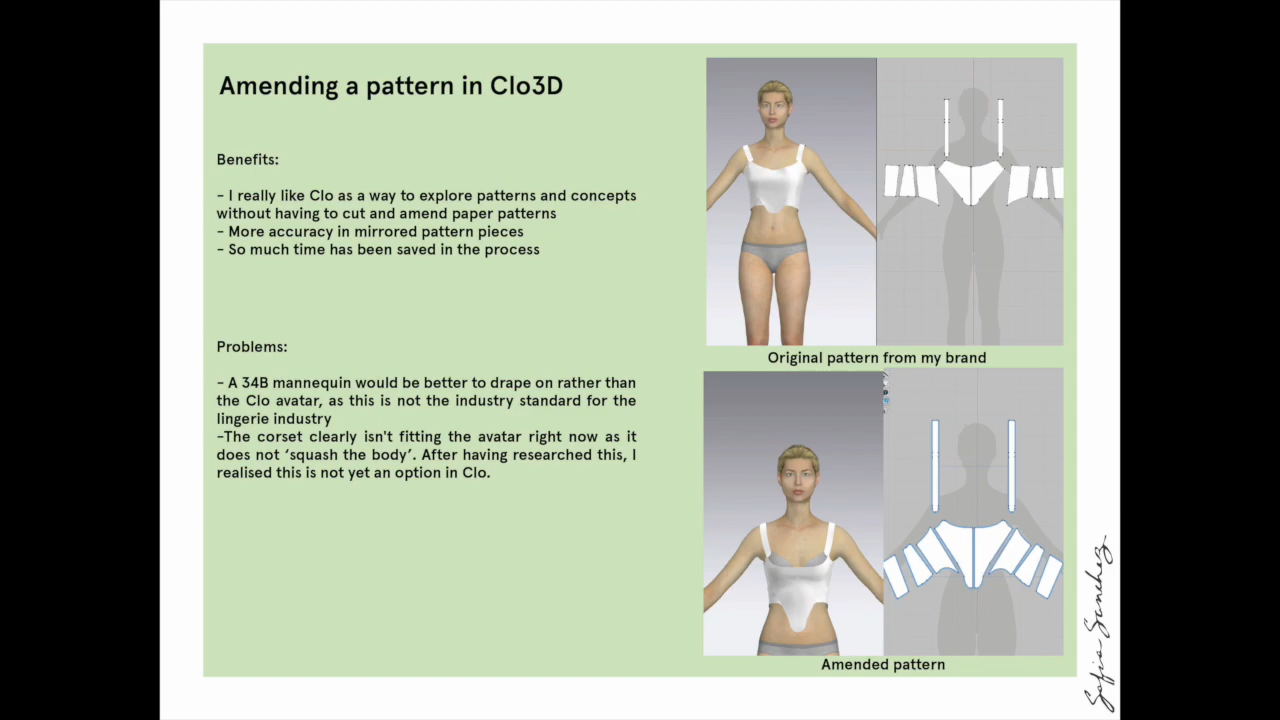 Amending a pattern in Clo3D
Benefits:
- I really like Clo as a way to explore patterns and concepts
without having to cut and amend paper patterns
- More accuracy in mirrored pattern pieces
- So much time has been saved in the process
Problems:
- A 34B mannequin would be better to drape on rather than
the Clo avatar, as this is not the industry standard for the
lingerie industry
-The corset clearly isn't fitting the avatar right now as it
does not ‘squash the body’. After having researched this, I
realised this is not yet an option in Clo.
Original pattern from my brand
Amended pattern
Sofia Sanchez